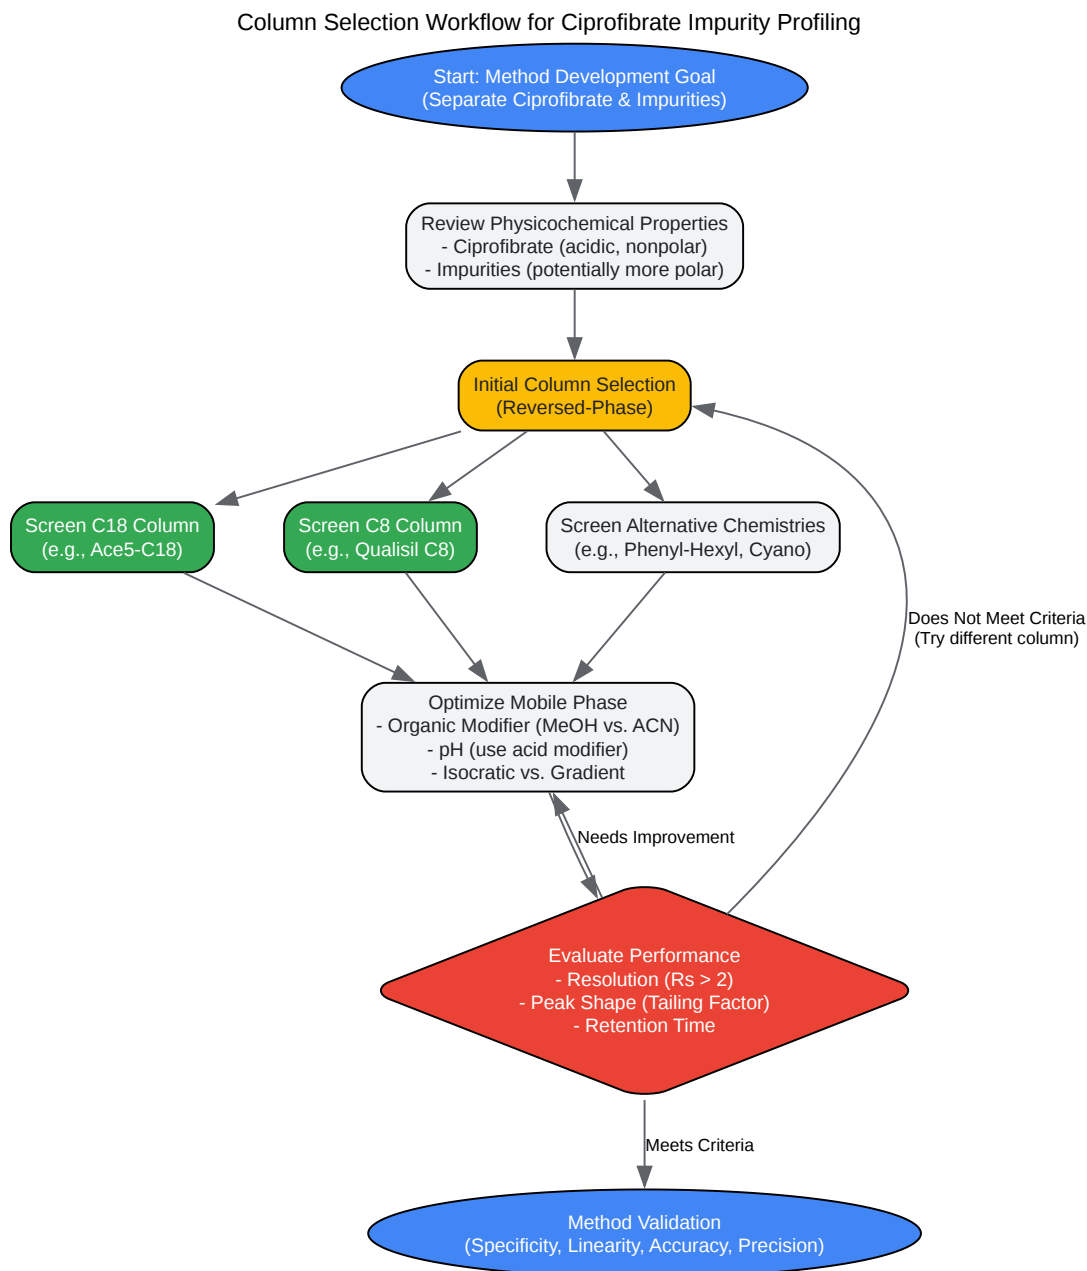 Column Selection Workflow for Ciprofibrate Impurity Profiling
Start: Method Development Goal
(Separate Ciprofibrate & Impurities)
Review Physicochemical Properties
- Ciprofibrate (acidic, nonpolar)
- Impurities (potentially more polar)
Initial Column Selection
(Reversed-Phase)
Screen C18 Column
(e.g., Ace5-C18)
Screen C8 Column
(e.g., Qualisil C8)
Screen Alternative Chemistries
(e.g., Phenyl-Hexyl, Cyano)
Does Not Meet Criteria
(Try different column)
Optimize Mobile Phase
- Organic Modifier (MeOH vs. ACN)
- pH (use acid modifier)
- Isocratic vs. Gradient
Needs Improvement
Evaluate Performance
- Resolution (Rs > 2)
- Peak Shape (Tailing Factor)
- Retention Time
Meets Criteria
Method Validation
(Specificity, Linearity, Accuracy, Precision)